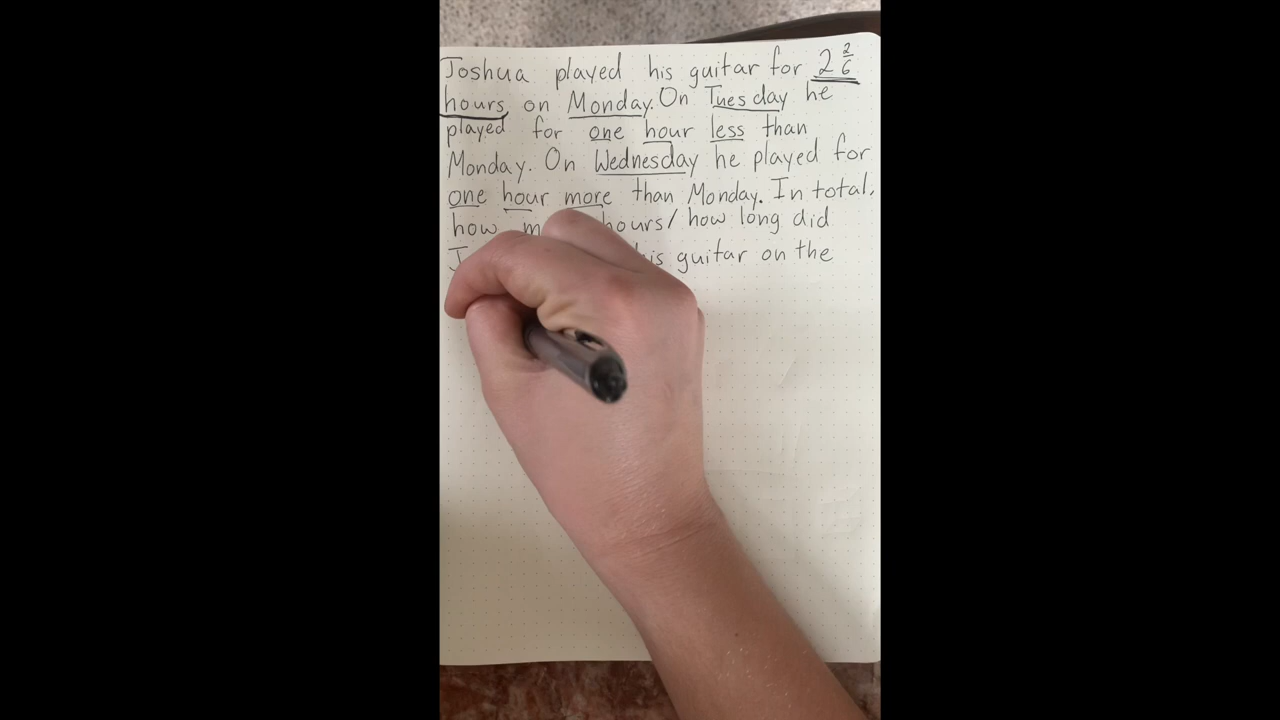 Joshua played his guitar for 2 2/6
hours on Monday. On Tuesday he
played for one hour less than
Monday. On Wednesday he played for
one hour more than Monday. In total,
how hours/ how long did
guitar on the